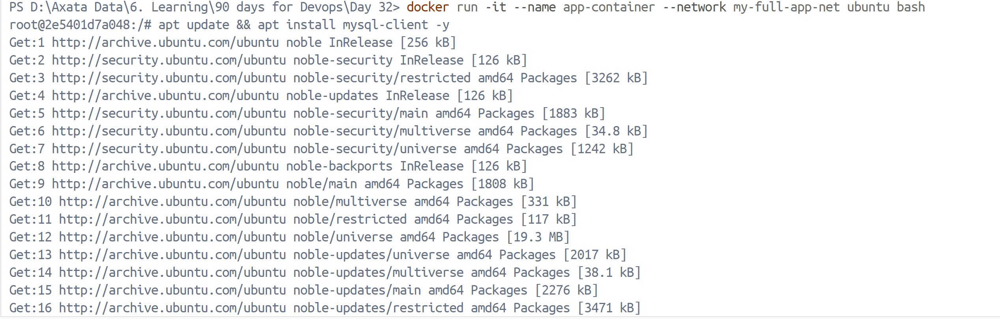 PS D:\Axata Data\6. Learning\90 days for Devops\Day 32> docker run -it --name app-container --network my-full-app-net ubuntu bash
root@2e5401d7a048:/# apt update && apt install mysql-client -y
Get:1 http://archive.ubuntu.com/ubuntu noble InRelease [256 kB]
Get:2 http://security.ubuntu.com/ubuntu noble-security InRelease [126 kB]
Get:3 http://security.ubuntu.com/ubuntu noble-security/restricted amd64 Packages [3262 kB]
Get:4 http://archive.ubuntu.com/ubuntu noble-updates InRelease [126 kB]
Get:5 http://security.ubuntu.com/ubuntu noble-security/main amd64 Packages [1883 kB]
Get:6 http://security.ubuntu.com/ubuntu noble-security/multiverse amd64 Packages [34.8 kB]
Get:7 http://security.ubuntu.com/ubuntu noble-security/universe amd64 Packages [1242 kB]
Get:8 http://archive.ubuntu.com/ubuntu noble-backports InRelease [126 kB]
Get:9 http://archive.ubuntu.com/ubuntu noble/main amd64 Packages [1808 kB]
Get:10 http://archive.ubuntu.com/ubuntu noble/multiverse amd64 Packages [331 kB]
Get:11 http://archive.ubuntu.com/ubuntu noble/restricted amd64 Packages [117 kB]
Get:12 http://archive.ubuntu.com/ubuntu noble/universe amd64 Packages [19.3 MB]
Get:13 http://archive.ubuntu.com/ubuntu noble-updates/universe amd64 Packages [2017 kB]
Get:14 http://archive.ubuntu.com/ubuntu noble-updates/multiverse amd64 Packages [38.1 kB]
Get:15 http://archive.ubuntu.com/ubuntu noble-updates/main amd64 Packages [2276 kB]
Get:16 http://archive.ubuntu.com/ubuntu noble-updates/restricted amd64 Packages [3471 kB]